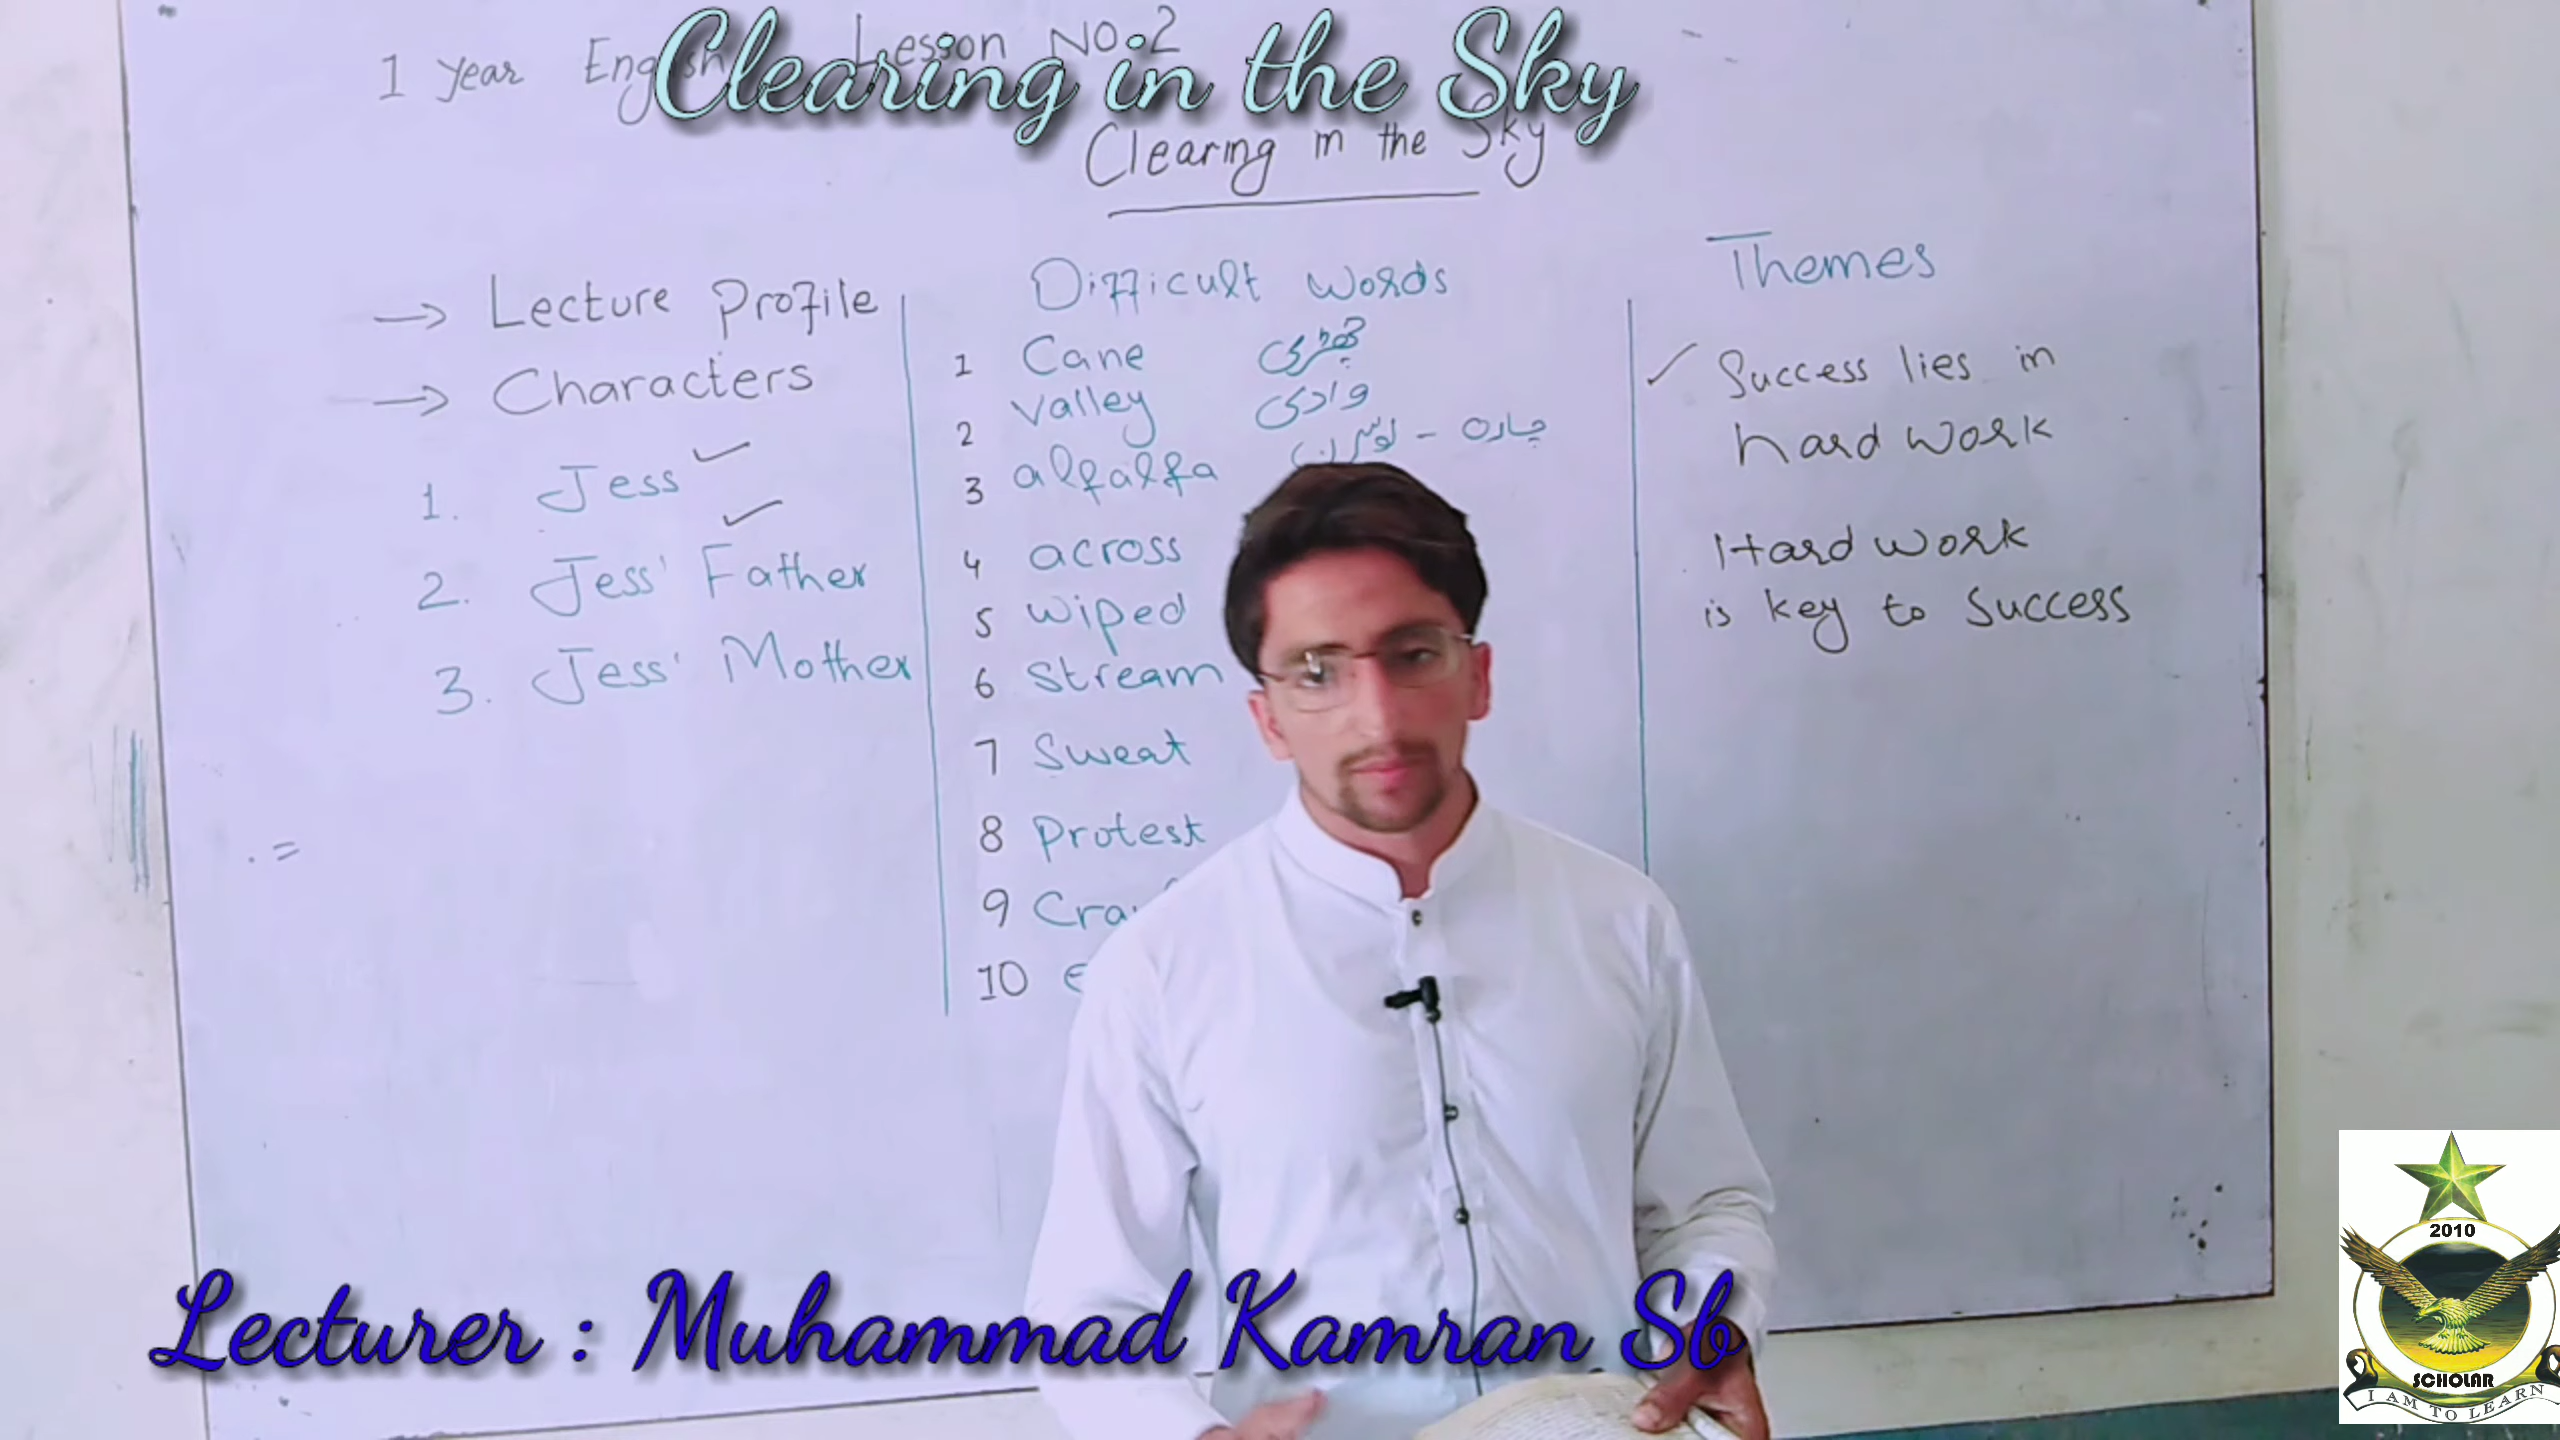 1 year English Lesson NO.2
Clearing in the Sky
Clearing in the Sky
→ Lecture Profile
→ Characters
1. Jess ✓
2. Jess' Father ✓
3. Jess' Mother
Difficult words
1 Cane چھڑی
2 Valley وادی
3 alfalfa چارہ -
4 across
5 wiped
6 stream
7 Sweat
8 Protest
9
10
Themes
✓ Success lies in
hard work
Hard work
is key to Success
Lecturer : Muhammad Kamran Sb
2010
SCHOLAR
I AM TO LEARN